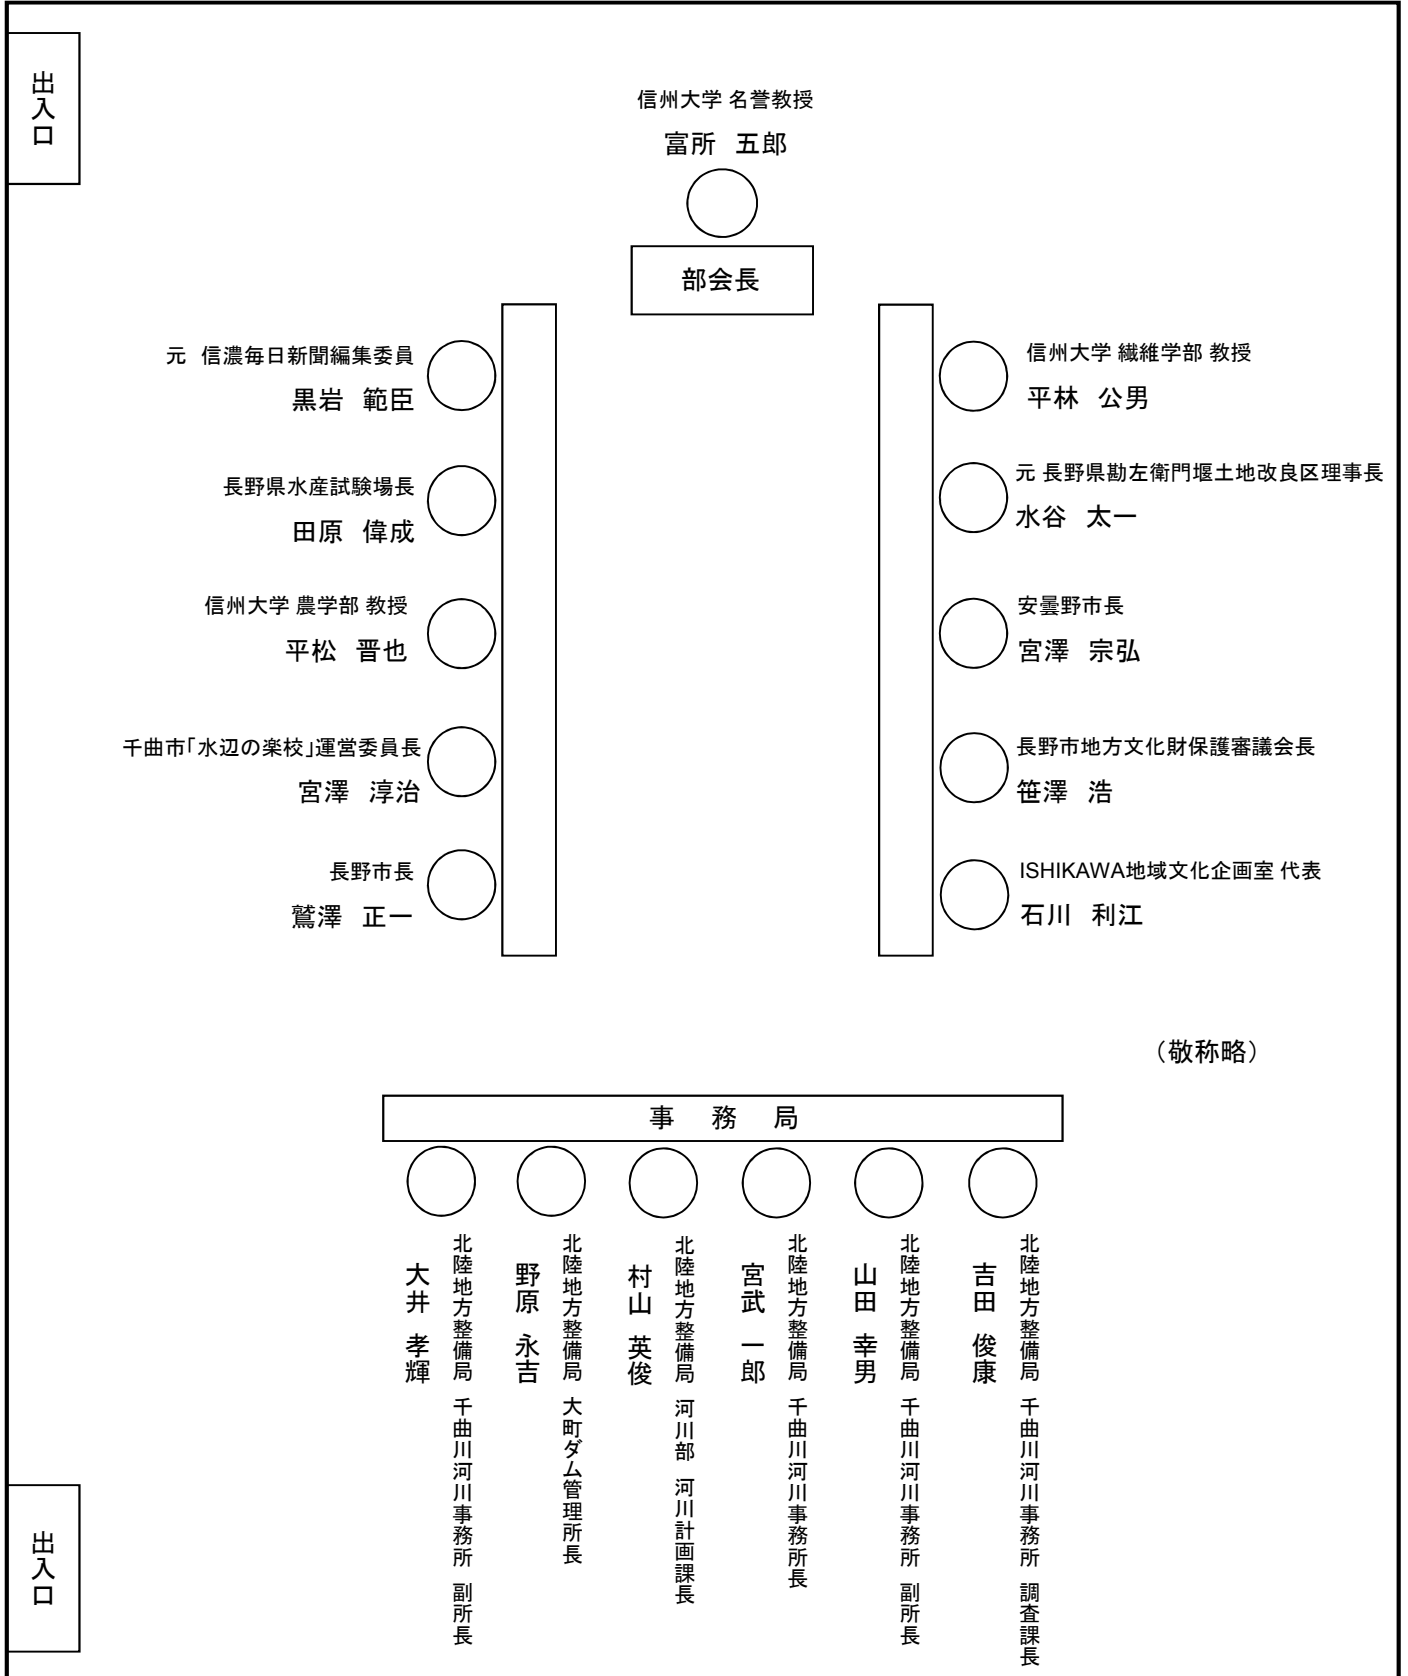 出入口
信州大学 名誉教授
富所 五郎
部会長
元 信濃毎日新聞編集委員
黒岩 範臣
長野県水産試験場長
田原 偉成
信州大学 農学部 教授
平松 晋也
千曲市「水辺の楽校」運営委員長
宮澤 淳治
長野市長
鷲澤 正一
信州大学 繊維学部 教授
平林 公男
元 長野県勘左衛門堰土地改良区理事長
水谷 太一
安曇野市長
宮澤 宗弘
長野市地方文化財保護審議会長
笹澤 浩
ISHIKAWA地域文化企画室 代表
石川 利江
（敬称略）
事 務 局
北陸地方整備局 千曲川河川事務所 副所長
大井 孝輝
北陸地方整備局 大町ダム管理所長
野原 永吉
北陸地方整備局 河川部 河川計画課長
村山 英俊
北陸地方整備局 千曲川河川事務所長
宮武 一郎
北陸地方整備局 千曲川河川事務所 副所長
山田 幸男
北陸地方整備局 千曲川河川事務所 調査課長
吉田 俊康
出入口